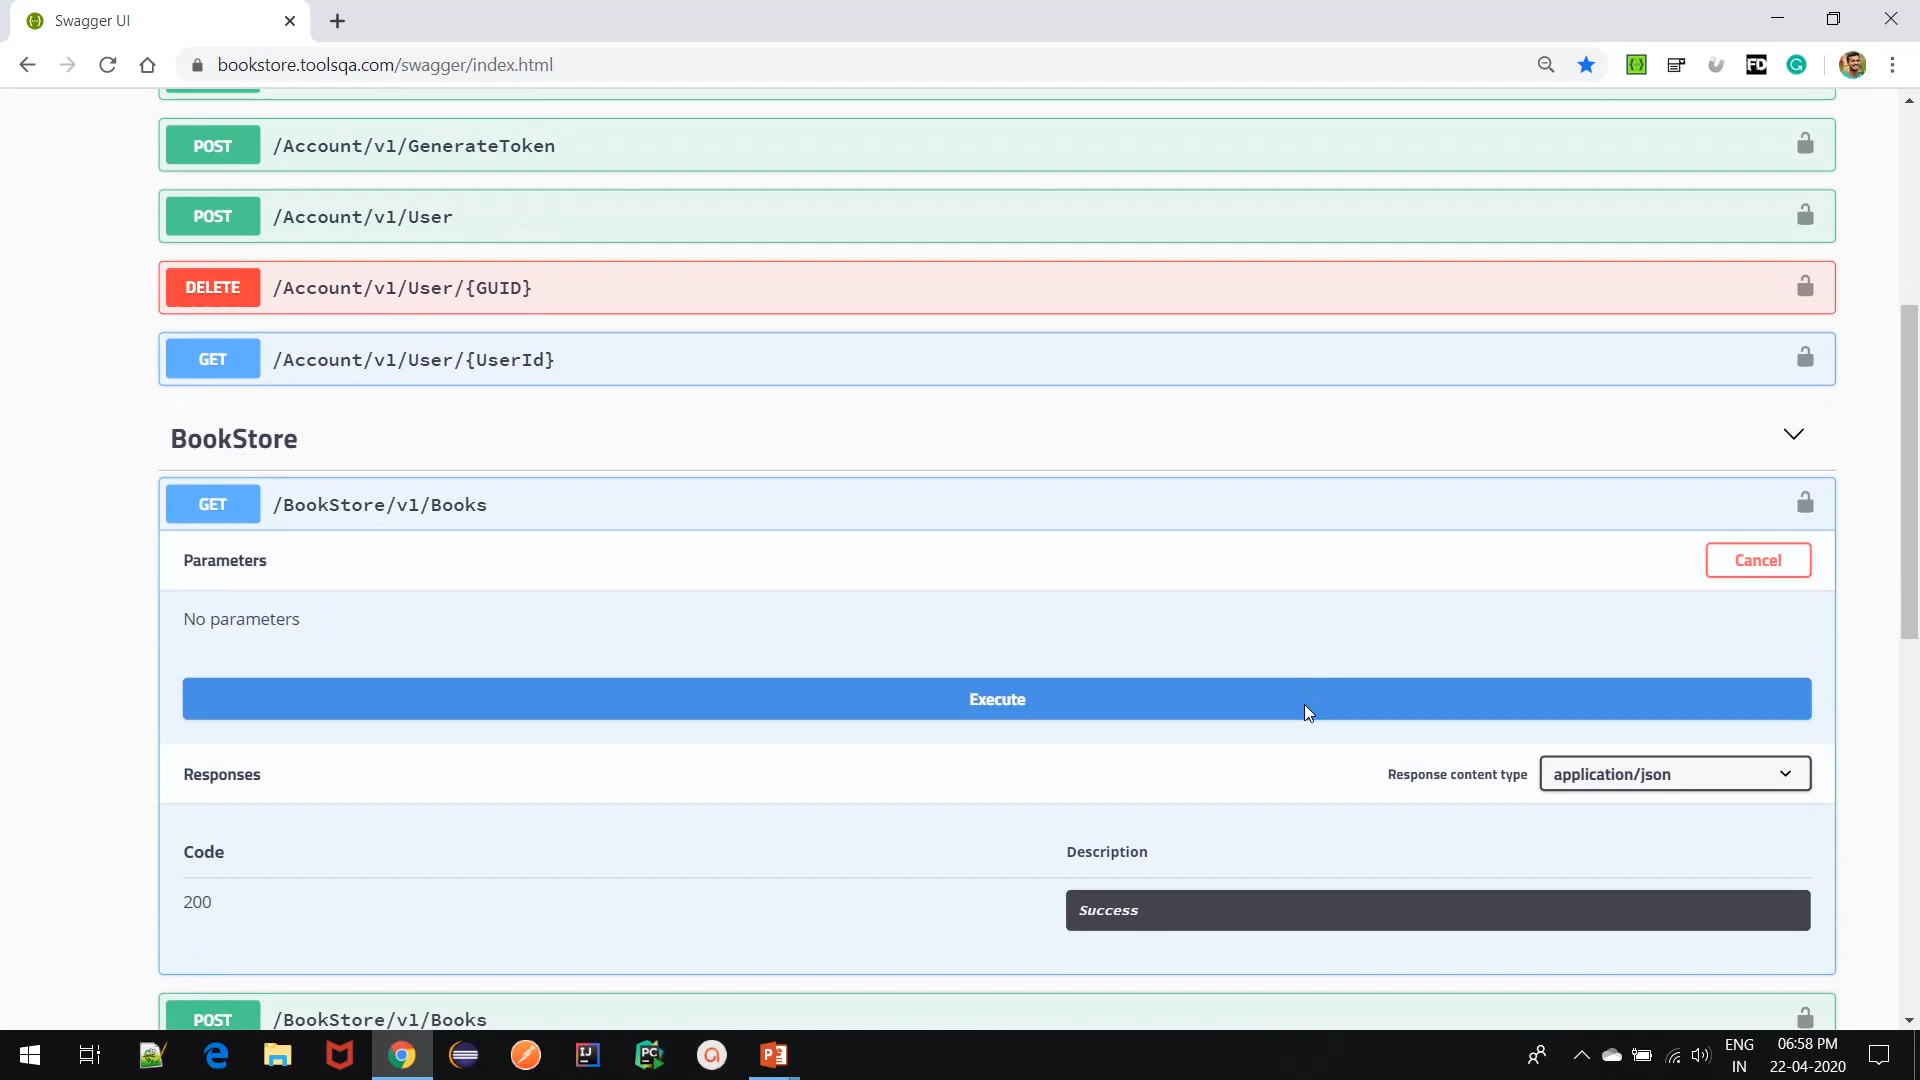 Swagger UI
bookstore.toolsqa.com/swagger/index.html
FD
POST /Account/v1/GenerateToken
POST /Account/v1/User
DELETE /Account/v1/User/{GUID}
GET /Account/v1/User/{UserId}
BookStore
GET /BookStore/v1/Books
Parameters Cancel
No parameters
Execute
Responses Response content type application/json
Code Description
200 Success
POST /BookStore/v1/Books
ENG 06:58 PM
IN 22-04-2020